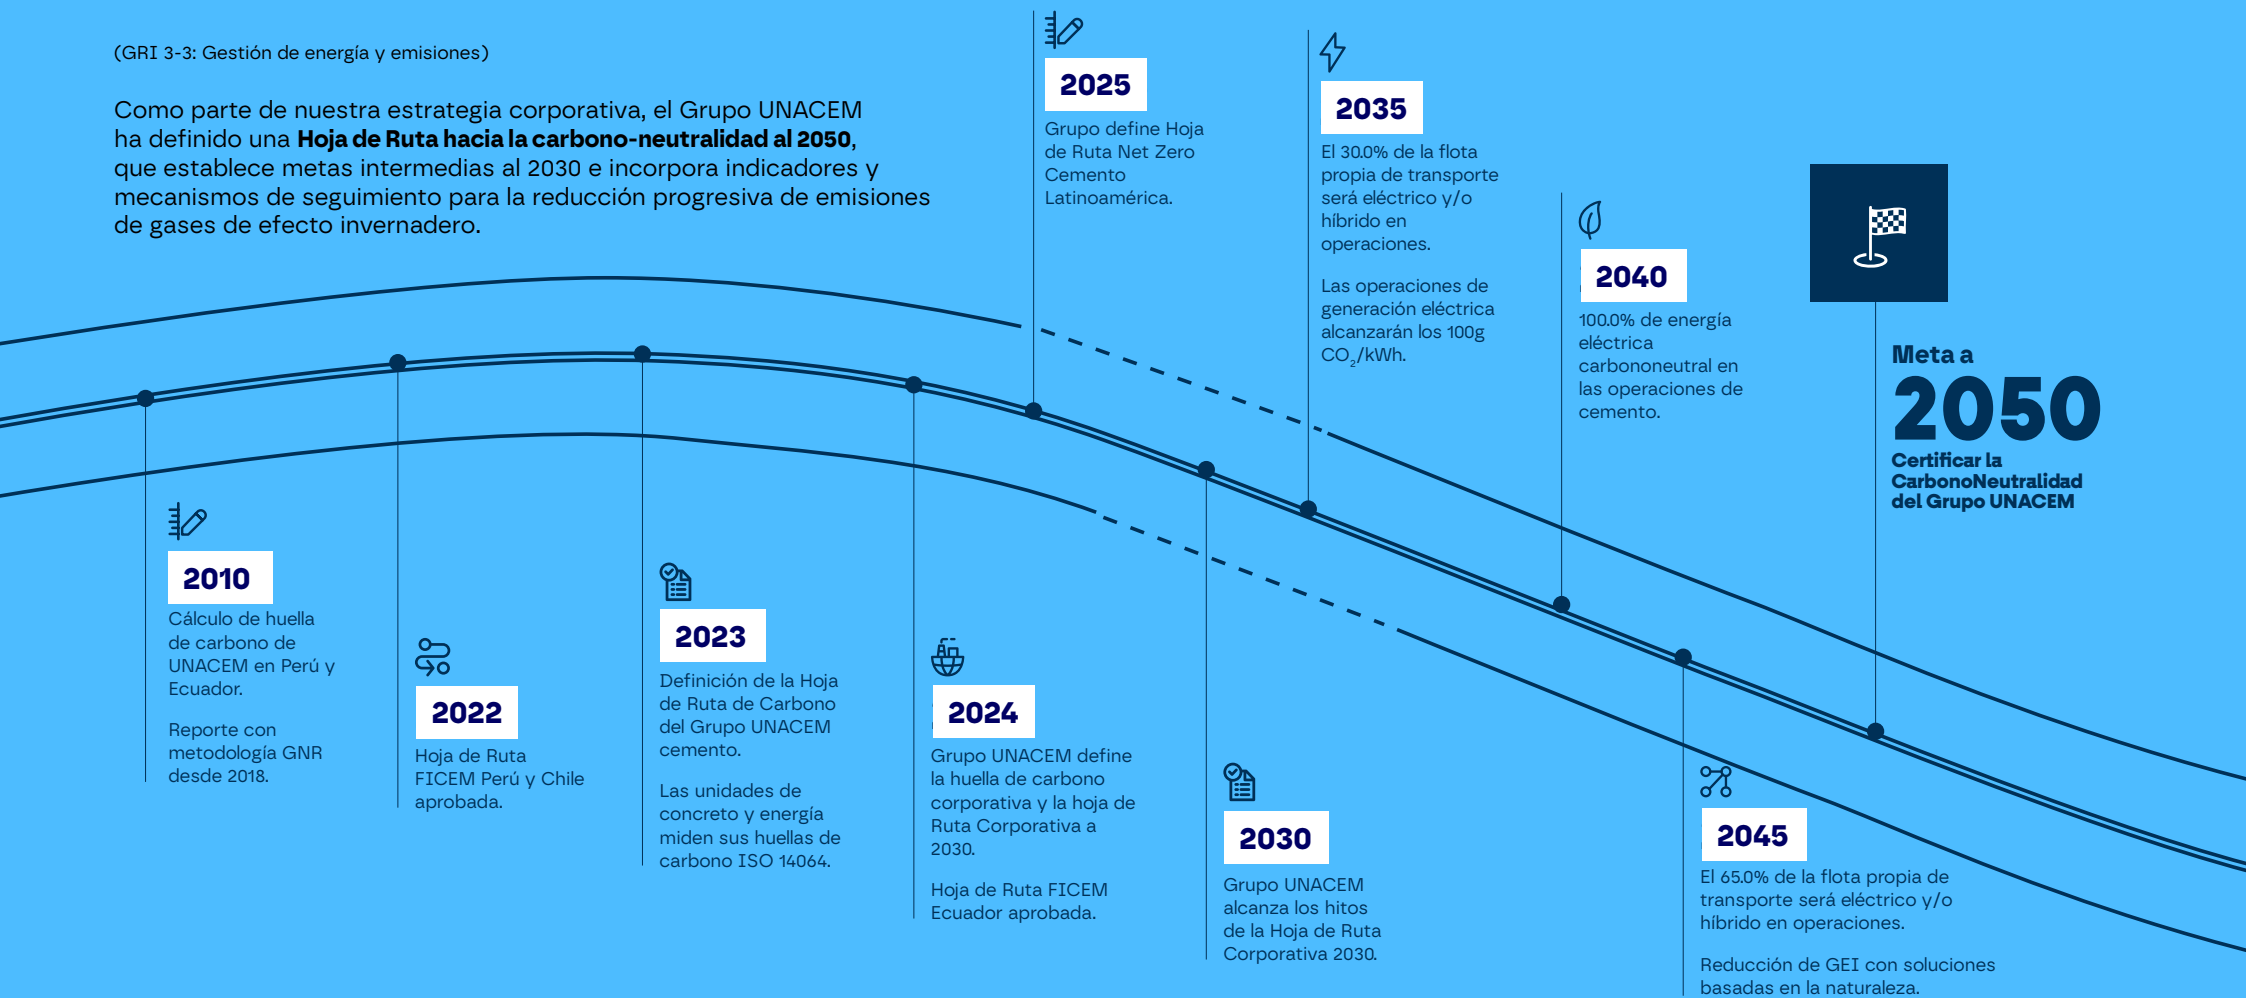 (GRI 3-3: Gestión de energía y emisiones)
Como parte de nuestra estrategia corporativa, el Grupo UNACEM
ha definido una Hoja de Ruta hacia la carbono-neutralidad al 2050,
que establece metas intermedias al 2030 e incorpora indicadores y
mecanismos de seguimiento para la reducción progresiva de emisiones
de gases de efecto invernadero.
2010
Cálculo de huella
de carbono de
UNACEM en Perú y
Ecuador.
Reporte con
metodología GNR
desde 2018.
2022
Hoja de Ruta
FICEM Perú y Chile
aprobada.
2023
Definición de la Hoja
de Ruta de Carbono
del Grupo UNACEM
cemento.
Las unidades de
concreto y energía
miden sus huellas de
carbono ISO 14064.
2024
Grupo UNACEM define
la huella de carbono
corporativa y la hoja de
Ruta Corporativa a
2030.
Hoja de Ruta FICEM
Ecuador aprobada.
2025
Grupo define Hoja
de Ruta Net Zero
Cemento
Latinoamérica.
2030
Grupo UNACEM
alcanza los hitos
de la Hoja de Ruta
Corporativa 2030.
2035
El 30.0% de la flota
propia de transporte
será eléctrico y/o
híbrido en
operaciones.
Las operaciones de
generación eléctrica
alcanzarán los 100g
CO₂/kWh.
2040
100.0% de energía
eléctrica
carbononeutral en
las operaciones de
cemento.
2045
El 65.0% de la flota propia de
transporte será eléctrico y/o
híbrido en operaciones.
Reducción de GEI con soluciones
basadas en la naturaleza.
Meta a
2050
Certificar la
CarbonoNeutralidad
del Grupo UNACEM